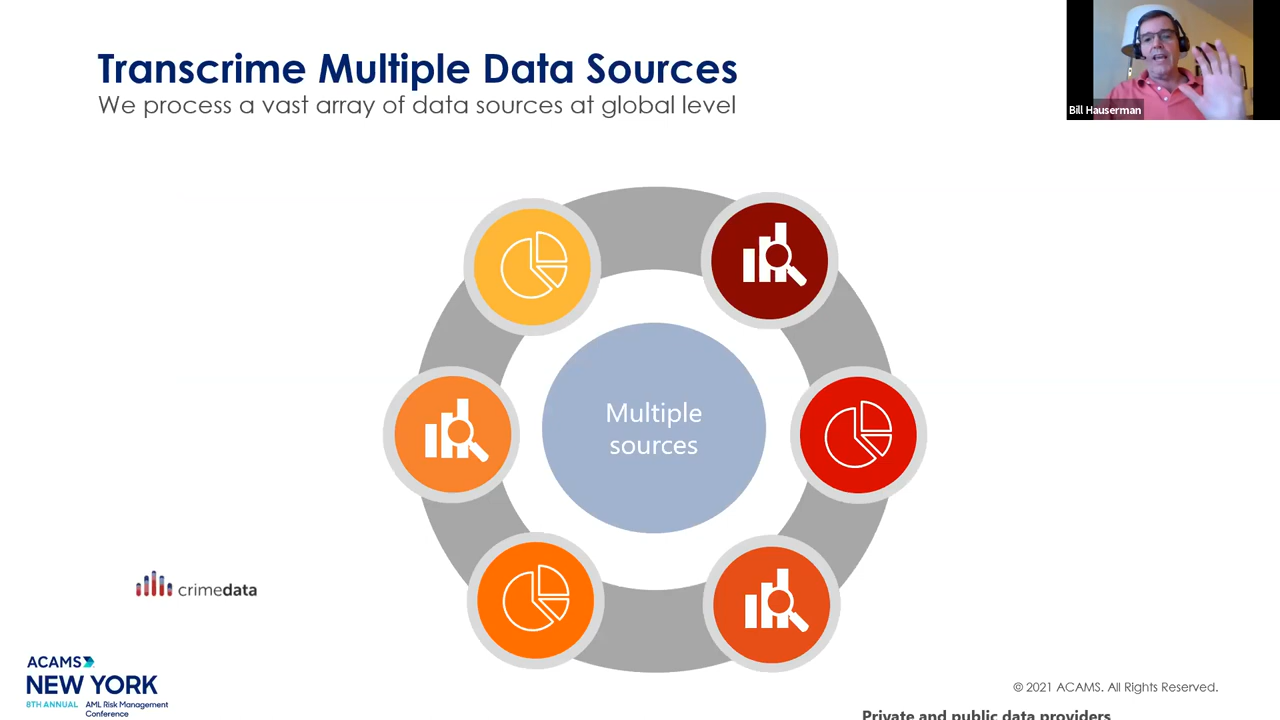 Transcrime Multiple Data Sources
We process a vast array of data sources at global level
Bill Hauserman
Multiple
sources
crimedata
ACAMS
NEW YORK
8TH ANNUAL AML Risk Management
Conference
© 2021 ACAMS. All Rights Reserved.
Private and public data providers